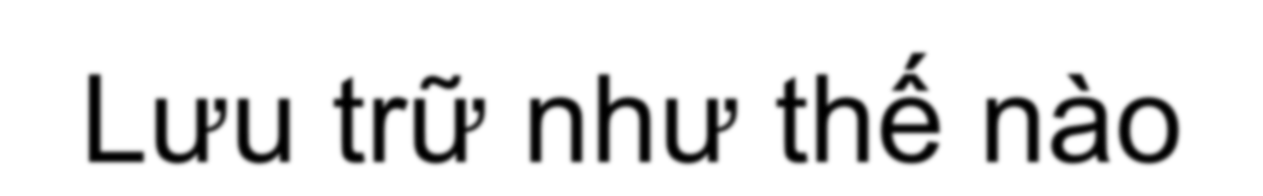 Lưu trữ như thế nào